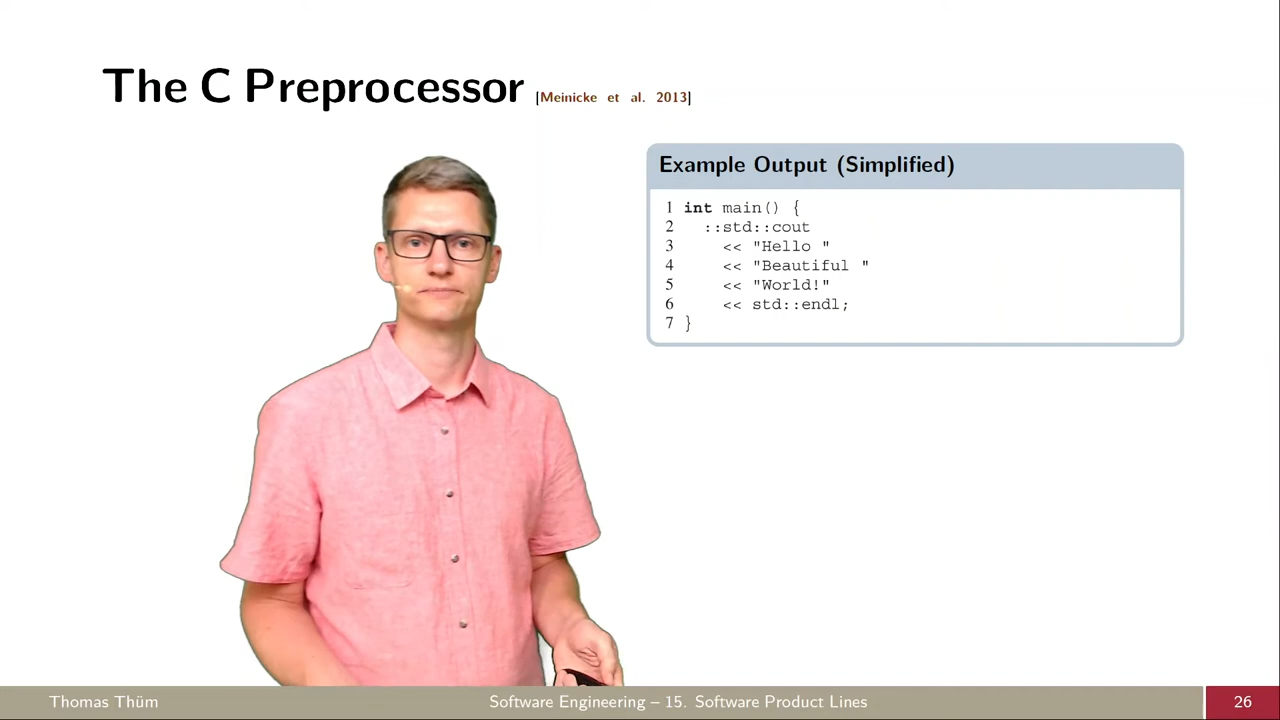 The C Preprocessor [Meinicke et al. 2013]
Example Output (Simplified)
1 int main() {
2   ::std::cout
3     << "Hello "
4     << "Beautiful "
5     << "World!"
6     << std::endl;
7 }
Thomas Thüm
Software Engineering – 15. Software Product Lines
26